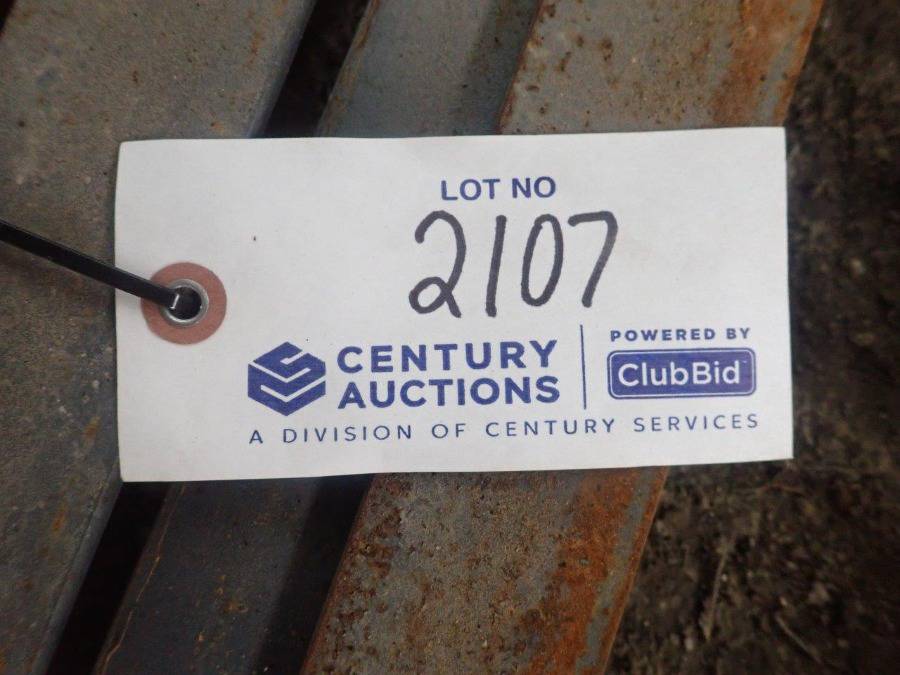 LOT NO
2107
CENTURY
AUCTIONS
POWERED BY
ClubBid
A DIVISION OF CENTURY SERVICES